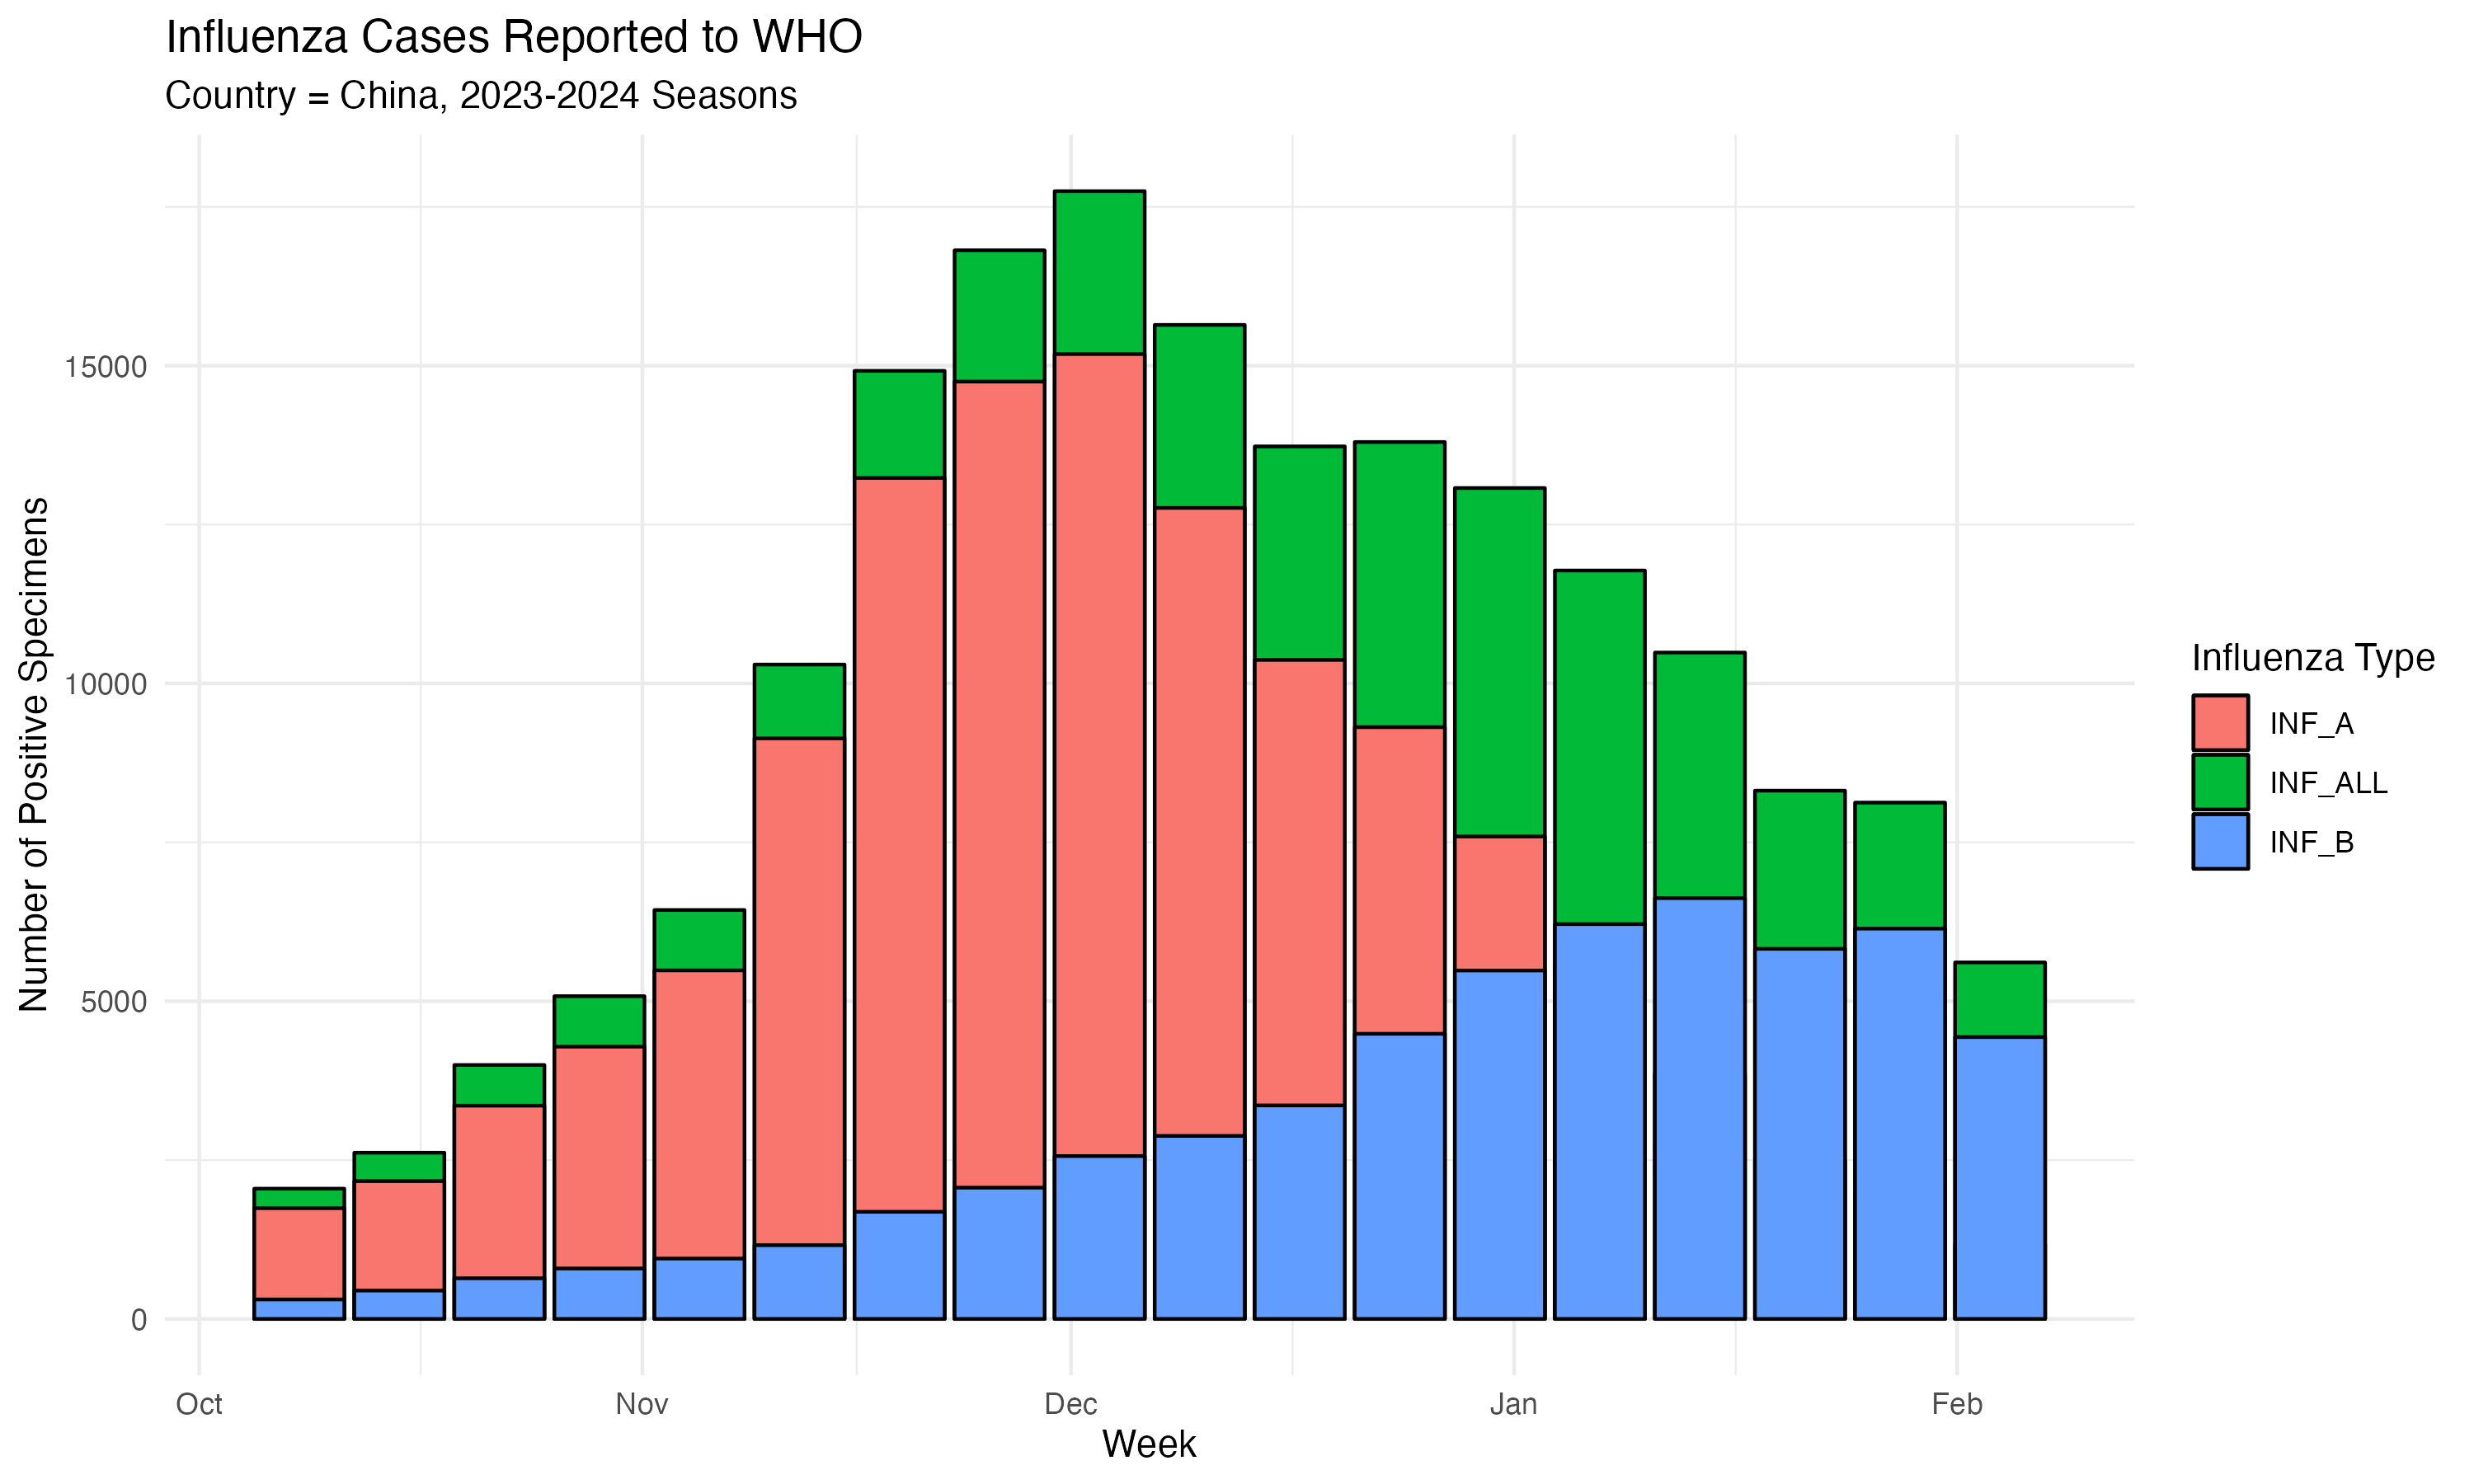 Influenza Cases Reported to WHO
Country = China, 2023-2024 Seasons
Number of Positive Specimens
15000
10000
5000
0
Oct
Nov
Dec
Jan
Feb
Week
Influenza Type
INF_A
INF_ALL
INF_B